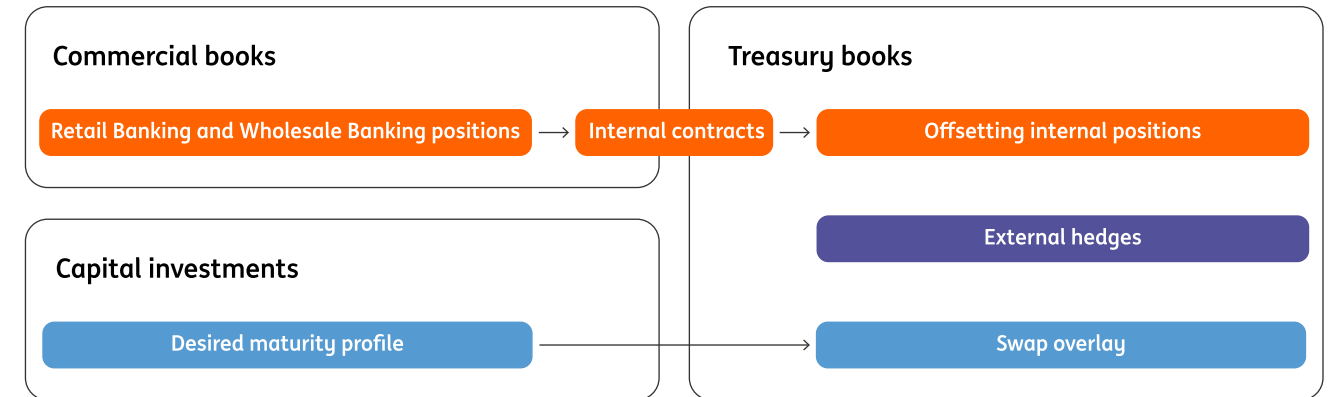 Commercial books
Retail Banking and Wholesale Banking positions
Internal contracts
Treasury books
Offsetting internal positions
External hedges
Capital investments
Desired maturity profile
Swap overlay